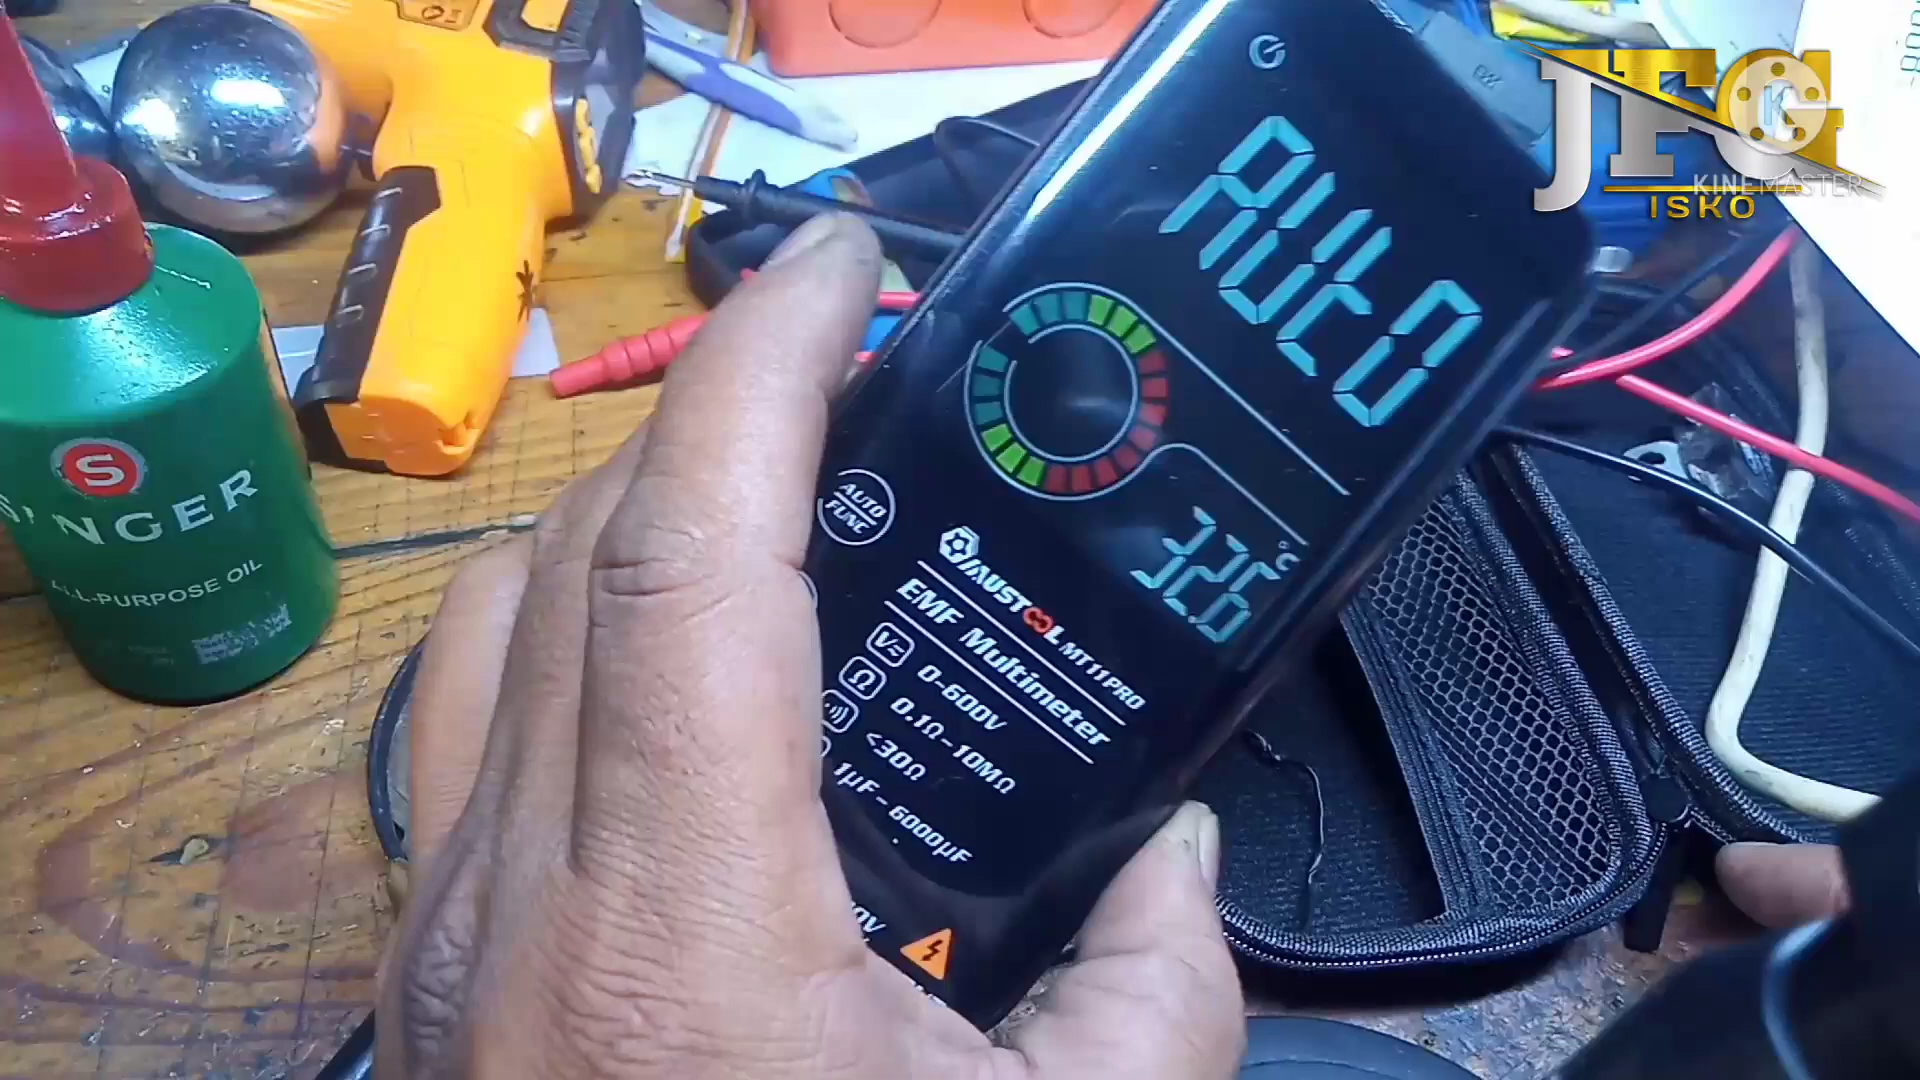 JFG
KINEMASTER
ISKO
AUtO
32.6°C
AUTO
FUNC
MUSTOOL MT11PRO
EMF Multimeter
V 0-600V
Ω 0.1Ω-10MΩ
<30Ω
1µF-6000µF
S
SINGER
ALL-PURPOSE OIL